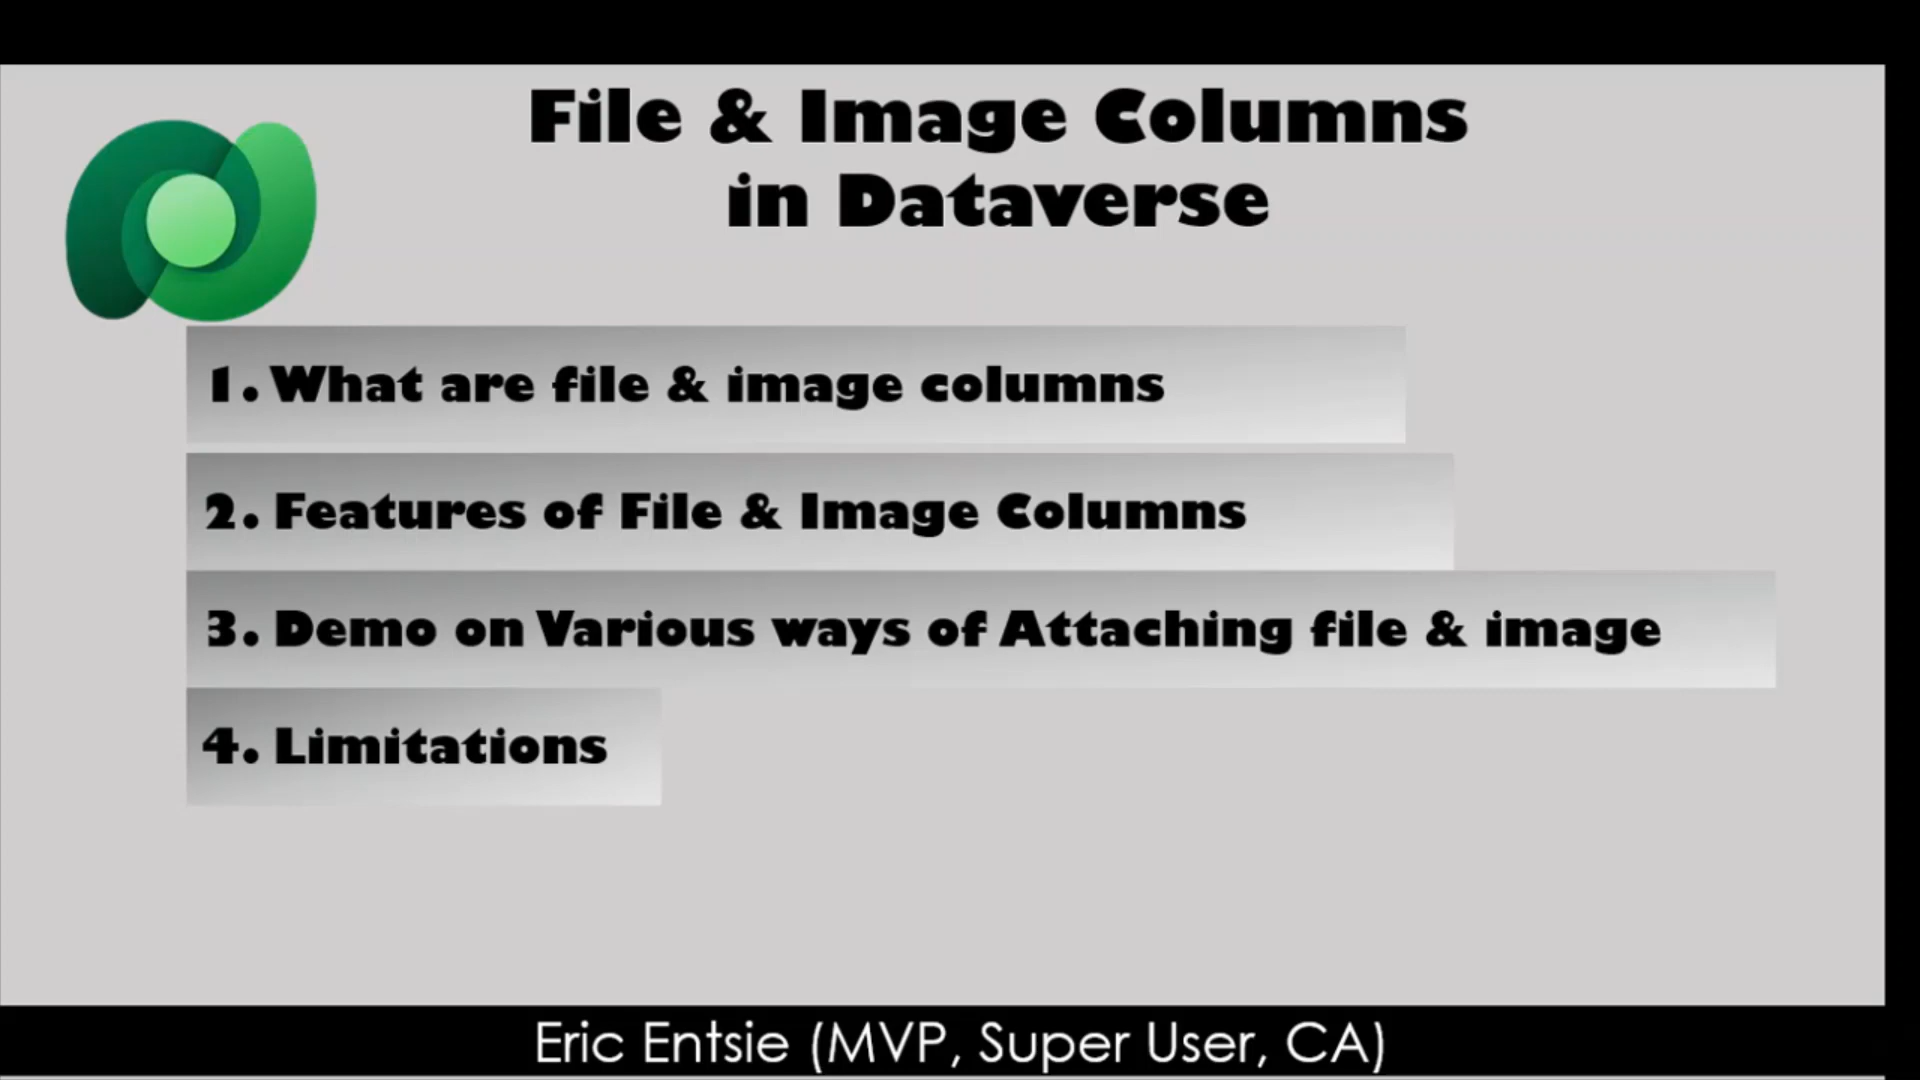 File & Image Columns
in Dataverse
1. What are file & image columns
2. Features of File & Image Columns
3. Demo on Various ways of Attaching file & image
4. Limitations
Eric Entsie (MVP, Super User, CA)